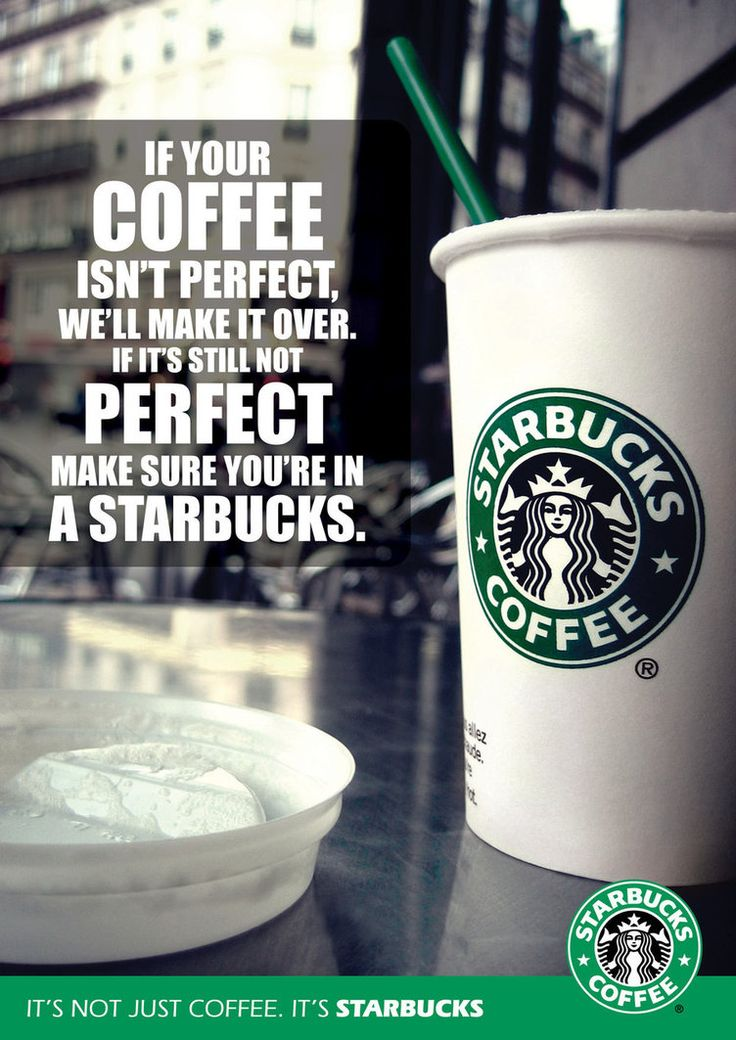 IF YOUR
COFFEE
ISN'T PERFECT,
WE'LL MAKE IT OVER.
IF IT'S STILL NOT
PERFECT
MAKE SURE YOU'RE IN
A STARBUCKS.
STARBUCKS
COFFEE
®
allez
STARBUCKS
COFFEE
®
IT'S NOT JUST COFFEE. IT'S STARBUCKS